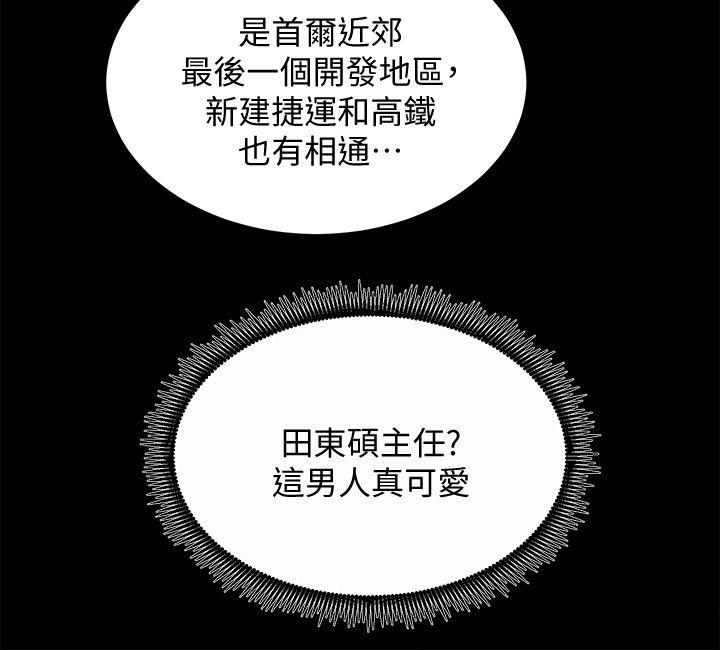 是首爾近郊
最後一個開發地區，
新建捷運和高鐵
也有相通…
田東碩主任?
這男人真可愛